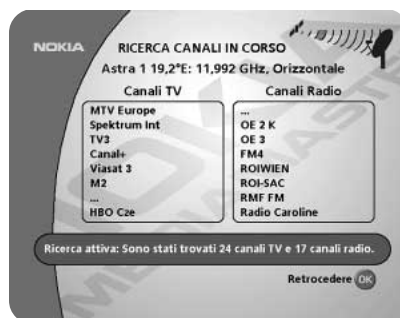 NOKIA
RICERCA CANALI IN CORSO
Astra 1 19,2°E: 11,992 GHz, Orizzontale
Canali TV
Canali Radio
MTV Europe
Spektrum Int
TV3
Canal+
Viasat 3
M2
...
HBO Cze
...
OE 2 K
OE 3
FM4
ROIWIEN
ROI-SAC
RMF FM
Radio Caroline
Ricerca attiva: Sono stati trovati 24 canali TV e 17 canali radio.
Retrocedere OK
NOKIA
MEDIAMASTER